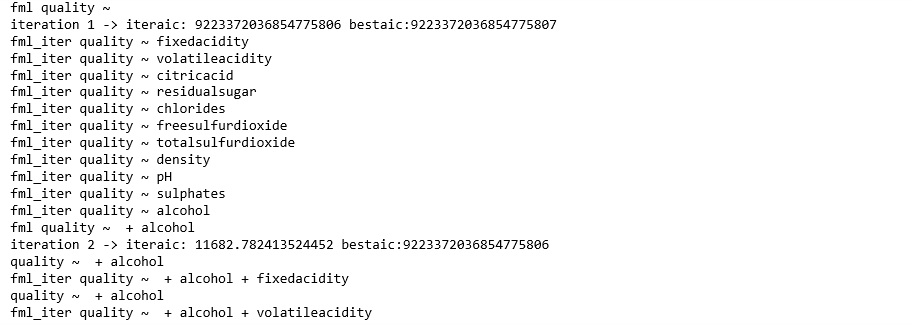 fml quality ~
iteration 1 -> iteraic: 9223372036854775806 bestaic:9223372036854775807
fml_iter quality ~ fixedacidity
fml_iter quality ~ volatileacidity
fml_iter quality ~ citricacid
fml_iter quality ~ residualsugar
fml_iter quality ~ chlorides
fml_iter quality ~ freesulfurdioxide
fml_iter quality ~ totalsulfurdioxide
fml_iter quality ~ density
fml_iter quality ~ pH
fml_iter quality ~ sulphates
fml_iter quality ~ alcohol
fml quality ~  + alcohol
iteration 2 -> iteraic: 11682.782413524452 bestaic:9223372036854775806
quality ~  + alcohol
fml_iter quality ~  + alcohol + fixedacidity
quality ~  + alcohol
fml_iter quality ~  + alcohol + volatileacidity